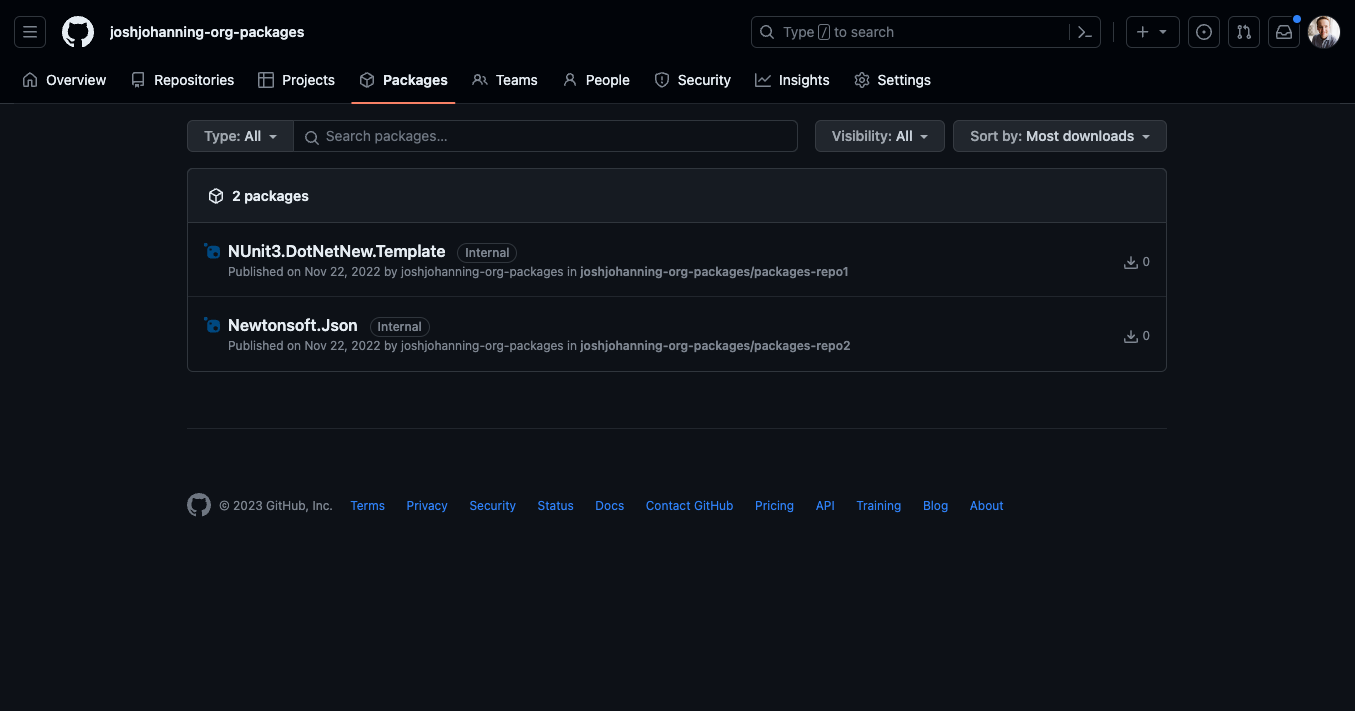 joshjohanning-org-packages
Type / to search
Overview Repositories Projects Packages Teams People Security Insights Settings
Type: All Search packages... Visibility: All Sort by: Most downloads
2 packages
NUnit3.DotNetNew.Template Internal
Published on Nov 22, 2022 by joshjohanning-org-packages in joshjohanning-org-packages/packages-repo1
0
Newtonsoft.Json Internal
Published on Nov 22, 2022 by joshjohanning-org-packages in joshjohanning-org-packages/packages-repo2
0
© 2023 GitHub, Inc. Terms Privacy Security Status Docs Contact GitHub Pricing API Training Blog About